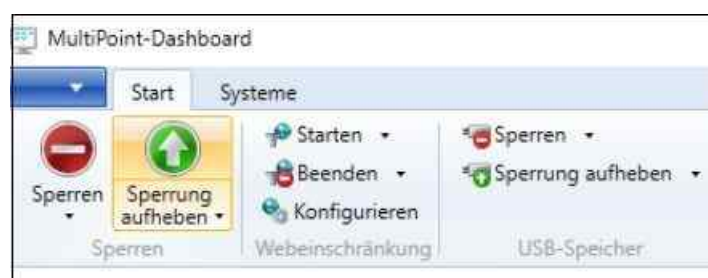 MultiPoint-Dashboard
Start Systeme
Sperren
Sperrung aufheben
Sperren
Starten
Beenden
Konfigurieren
Webeinschränkung
Sperren
Sperrung aufheben
USB-Speicher